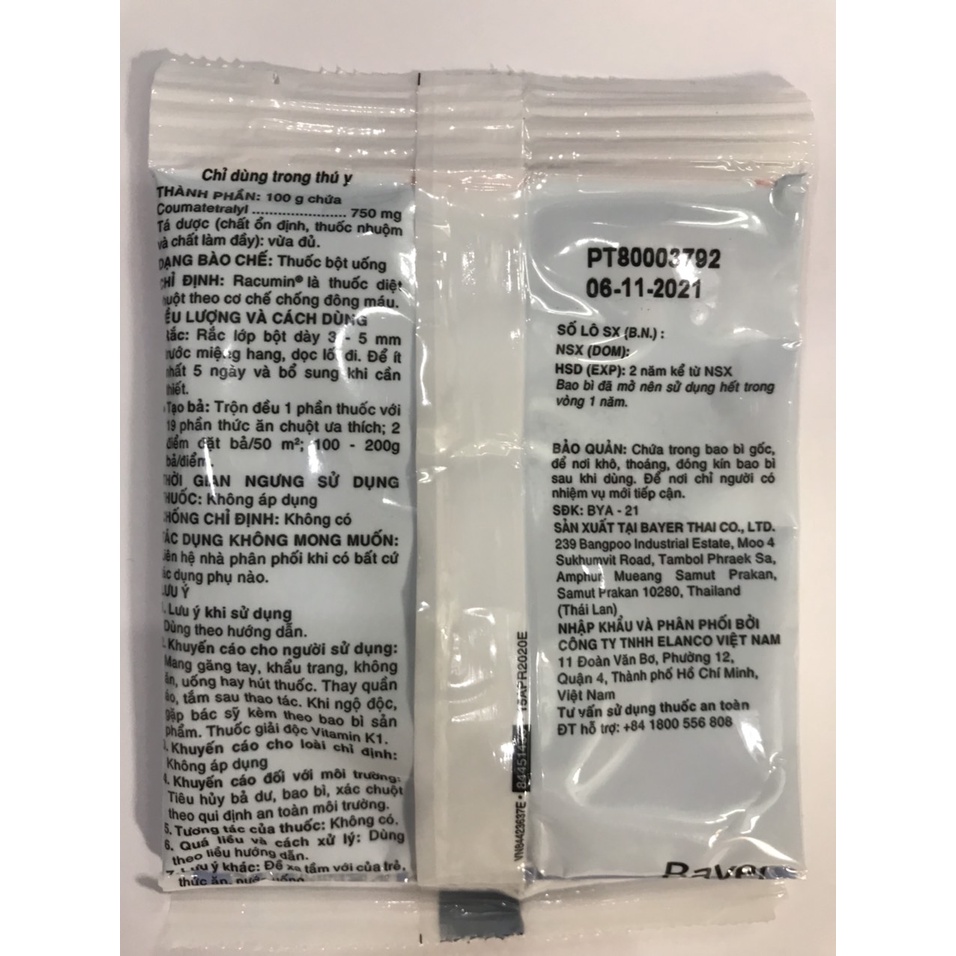 Chỉ dùng trong thú y
THÀNH PHẦN: 100 g chứa
Coumatetralyl ..................... 750 mg
Tá dược (chất ổn định, thuốc nhuộm
và chất làm đầy): vừa đủ.
DẠNG BÀO CHẾ: Thuốc bột uống
CHỈ ĐỊNH: Racumin® là thuốc diệt
chuột theo cơ chế chống đông máu.
LIỀU LƯỢNG VÀ CÁCH DÙNG
Rắc: Rắc lớp bột dày 3 - 5 mm
trước miệng hang, dọc lối đi. Để ít
nhất 5 ngày và bổ sung khi cần
thiết.
Tạo bả: Trộn đều 1 phần thuốc với
19 phần thức ăn chuột ưa thích; 2
điểm đặt bả/50 m²; 100 - 200g
bả/điểm.
THỜI GIAN NGƯNG SỬ DỤNG
THUỐC: Không áp dụng
CHỐNG CHỈ ĐỊNH: Không có
TÁC DỤNG KHÔNG MONG MUỐN:
Liên hệ nhà phân phối khi có bất cứ
tác dụng phụ nào.
LƯU Ý
1. Lưu ý khi sử dụng
Dùng theo hướng dẫn.
2. Khuyến cáo cho người sử dụng:
Mang găng tay, khẩu trang, không
ăn, uống hay hút thuốc. Thay quần
áo, tắm sau thao tác. Khi ngộ độc,
gặp bác sỹ kèm theo bao bì sản
phẩm. Thuốc giải độc Vitamin K1.
3. Khuyến cáo cho loài chỉ định:
Không áp dụng
4. Khuyến cáo đối với môi trường:
Tiêu hủy bả dư, bao bì, xác chuột
theo qui định an toàn môi trường.
5. Tương tác của thuốc: Không có.
6. Quá liều và cách xử lý: Dùng
theo liều hướng dẫn.
7. Lưu ý khác: Để xa tầm với của trẻ,
thức ăn, nước uống
VN84423637E
15APR2020E
PT80003792
06-11-2021
SỐ LÔ SX (B.N.) :
NSX (DOM):
HSD (EXP): 2 năm kể từ NSX
Bao bì đã mở nên sử dụng hết trong
vòng 1 năm.
BẢO QUẢN: Chứa trong bao bì gốc,
để nơi khô, thoáng, đóng kín bao bì
sau khi dùng. Để nơi chỉ người có
nhiệm vụ mới tiếp cận.
SĐK: BYA - 21
SẢN XUẤT TẠI BAYER THAI CO., LTD.
239 Bangpoo Industrial Estate, Moo 4
Sukhumvit Road, Tambol Phraek Sa,
Amphur Mueang Samut Prakan,
Samut Prakan 10280, Thailand
(Thái Lan)
NHẬP KHẨU VÀ PHÂN PHỐI BỞI
CÔNG TY TNHH ELANCO VIỆT NAM
11 Đoàn Văn Bơ, Phường 12,
Quận 4, Thành phố Hồ Chí Minh,
Việt Nam
Tư vấn sử dụng thuốc an toàn
ĐT hỗ trợ: +84 1800 556 808
Bayer